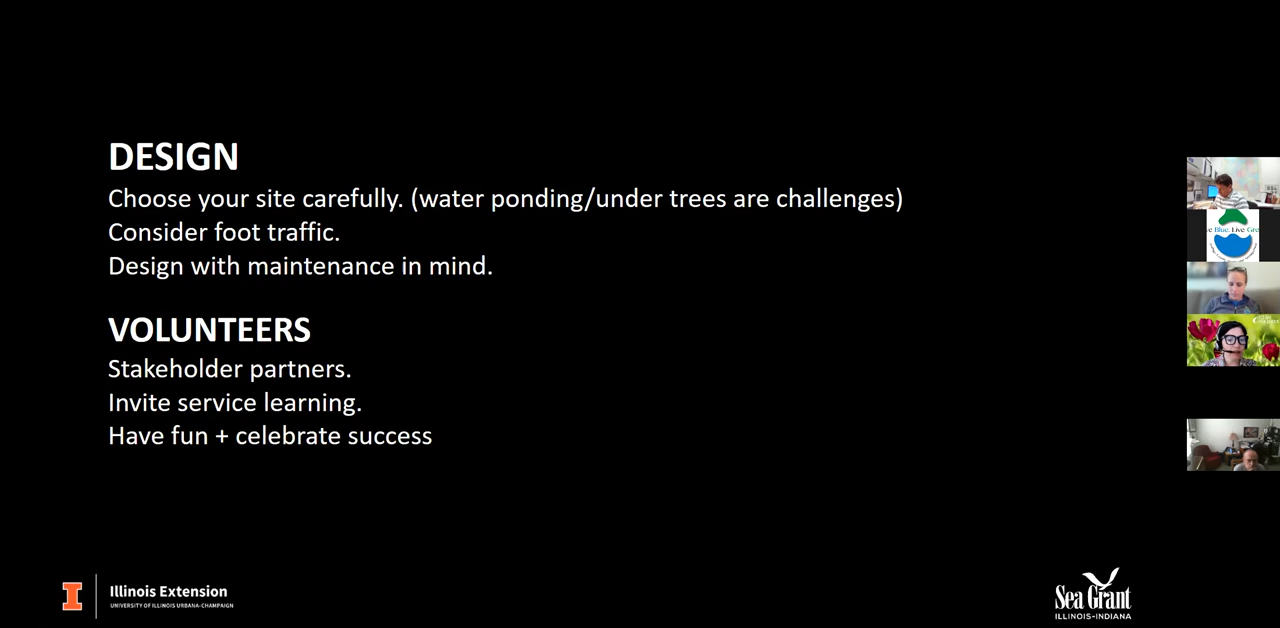 DESIGN
Choose your site carefully. (water ponding/under trees are challenges)
Consider foot traffic.
Design with maintenance in mind.
VOLUNTEERS
Stakeholder partners.
Invite service learning.
Have fun + celebrate success
Blue. Live
I
Illinois Extension
UNIVERSITY OF ILLINOIS URBANA-CHAMPAIGN
Sea Grant
ILLINOIS-INDIANA